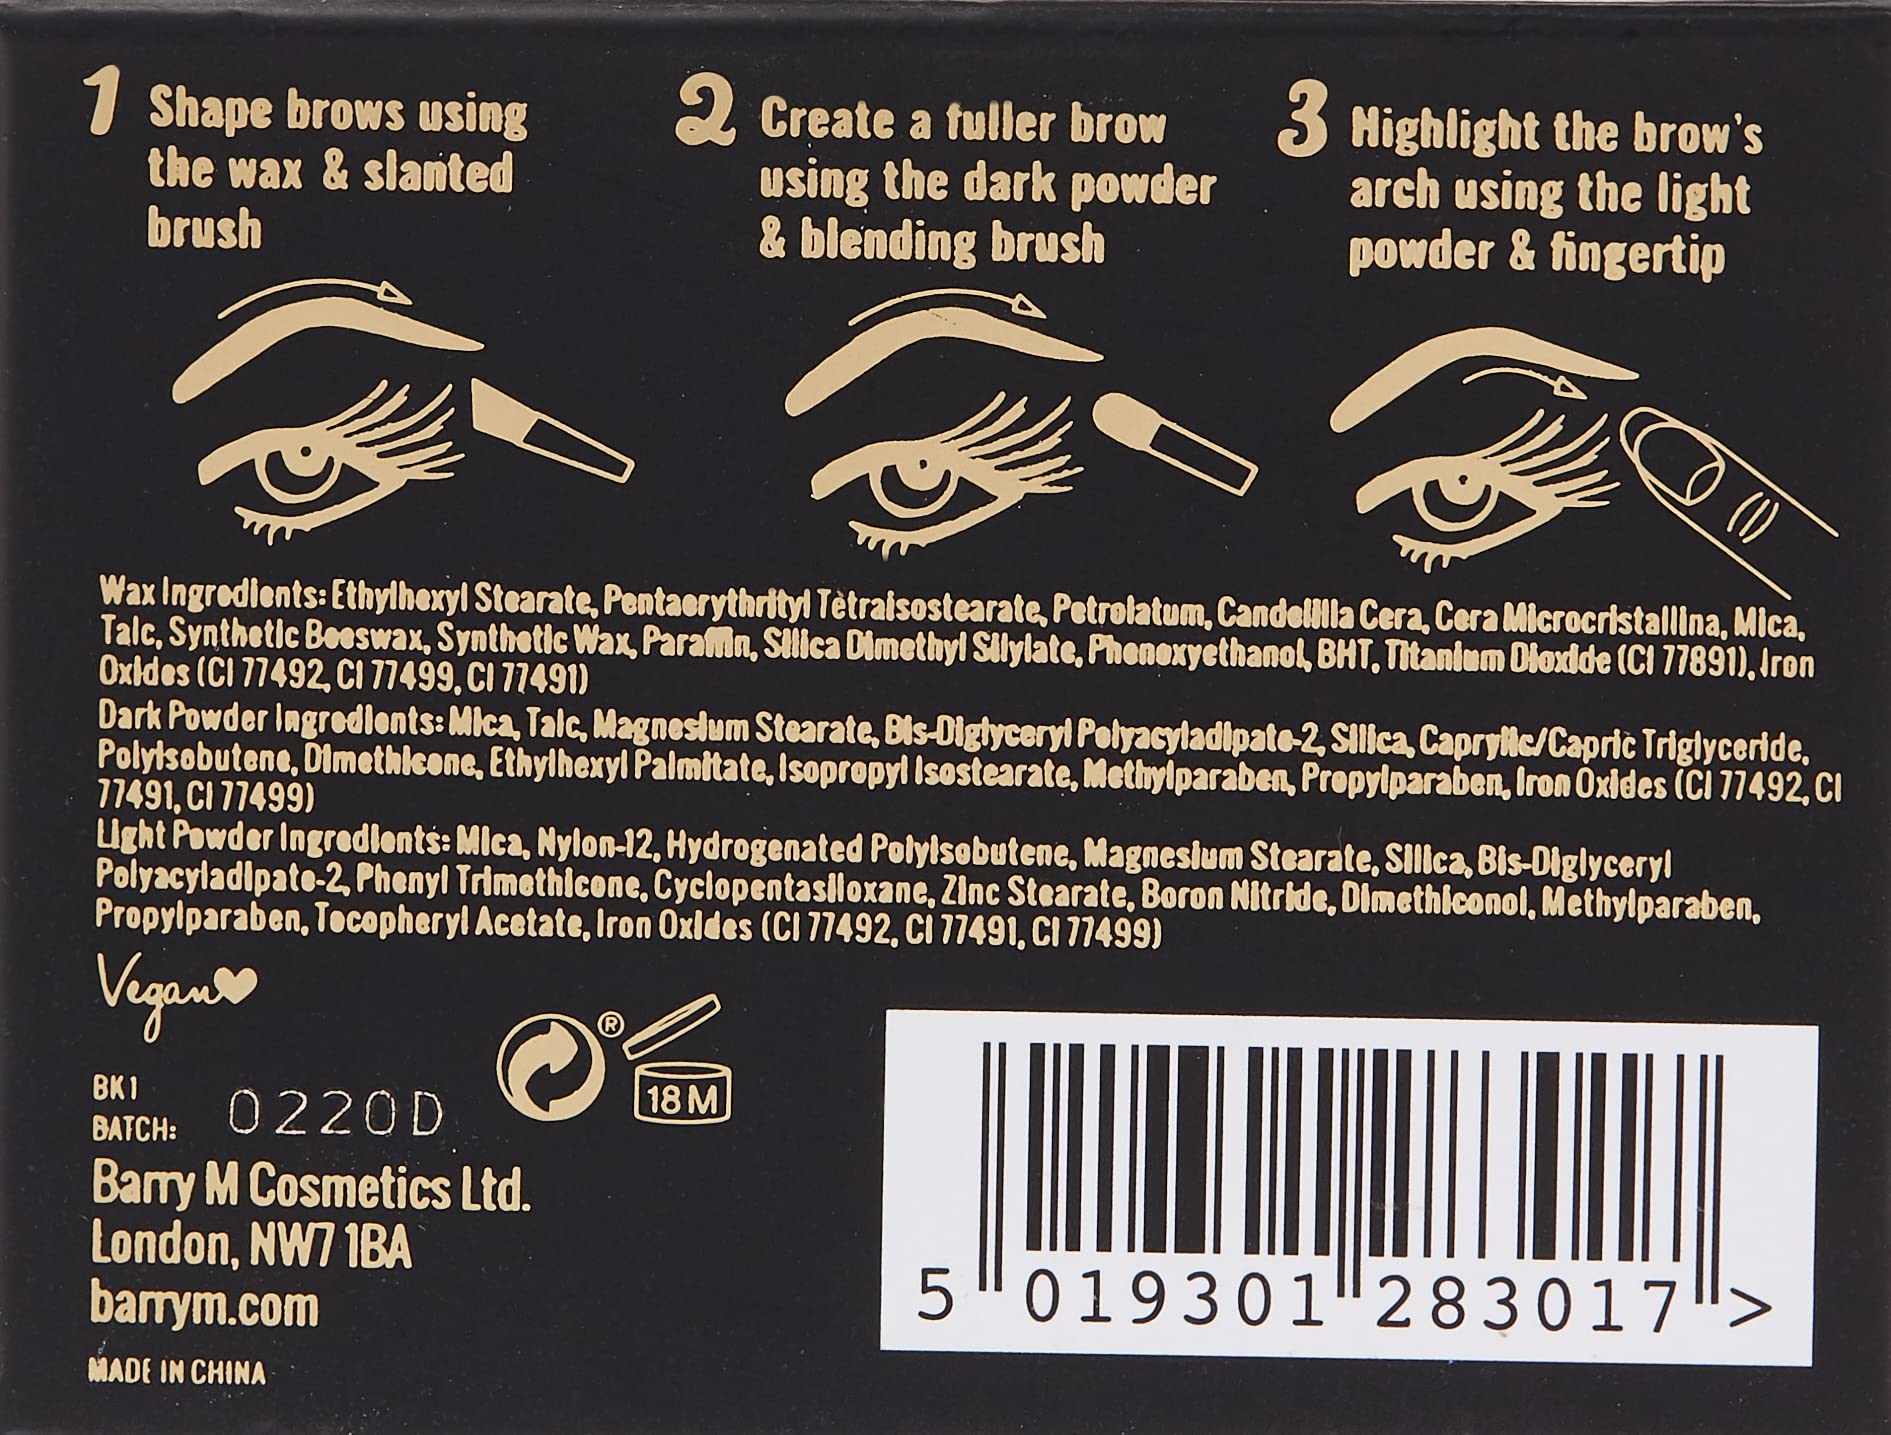 1 Shape brows using
the wax & slanted
brush
2 Create a fuller brow
using the dark powder
& blending brush
3 Highlight the brow's
arch using the light
powder & fingertip
Wax Ingredients: Ethylhexyl Stearate, Pentaerythrityl Tetraisostearate, Petrolatum, Candelilla Cera, Cera Microcristallina, Mica,
Talc, Synthetic Beeswax, Synthetic Wax, Paraffin, Silica Dimethyl Silylate, Phenoxyethanol, BHT, Titanium Dioxide (CI 77891), Iron
Oxides (CI 77492, CI 77499, CI 77491)
Dark Powder Ingredients: Mica, Talc, Magnesium Stearate, Bis-Diglyceryl Polyacyladipate-2, Silica, Caprylic/Capric Triglyceride,
Polyisobutene, Dimethicone, Ethylhexyl Palmitate, Isopropyl Isostearate, Methylparaben, Propylparaben, Iron Oxides (CI 77492, CI
77491, CI 77499)
Light Powder Ingredients: Mica, Nylon-12, Hydrogenated Polyisobutene, Magnesium Stearate, Silica, Bis-Diglyceryl
Polyacyladipate-2, Phenyl Trimethicone, Cyclopentasiloxane, Zinc Stearate, Boron Nitride, Dimethiconol, Methylparaben,
Propylparaben, Tocopheryl Acetate, Iron Oxides (CI 77492, CI 77491, CI 77499)
Vegan
®
18 M
BK1
BATCH: 0220D
Barry M Cosmetics Ltd.
London, NW7 1BA
barrym.com
MADE IN CHINA
5 019301 283017 >